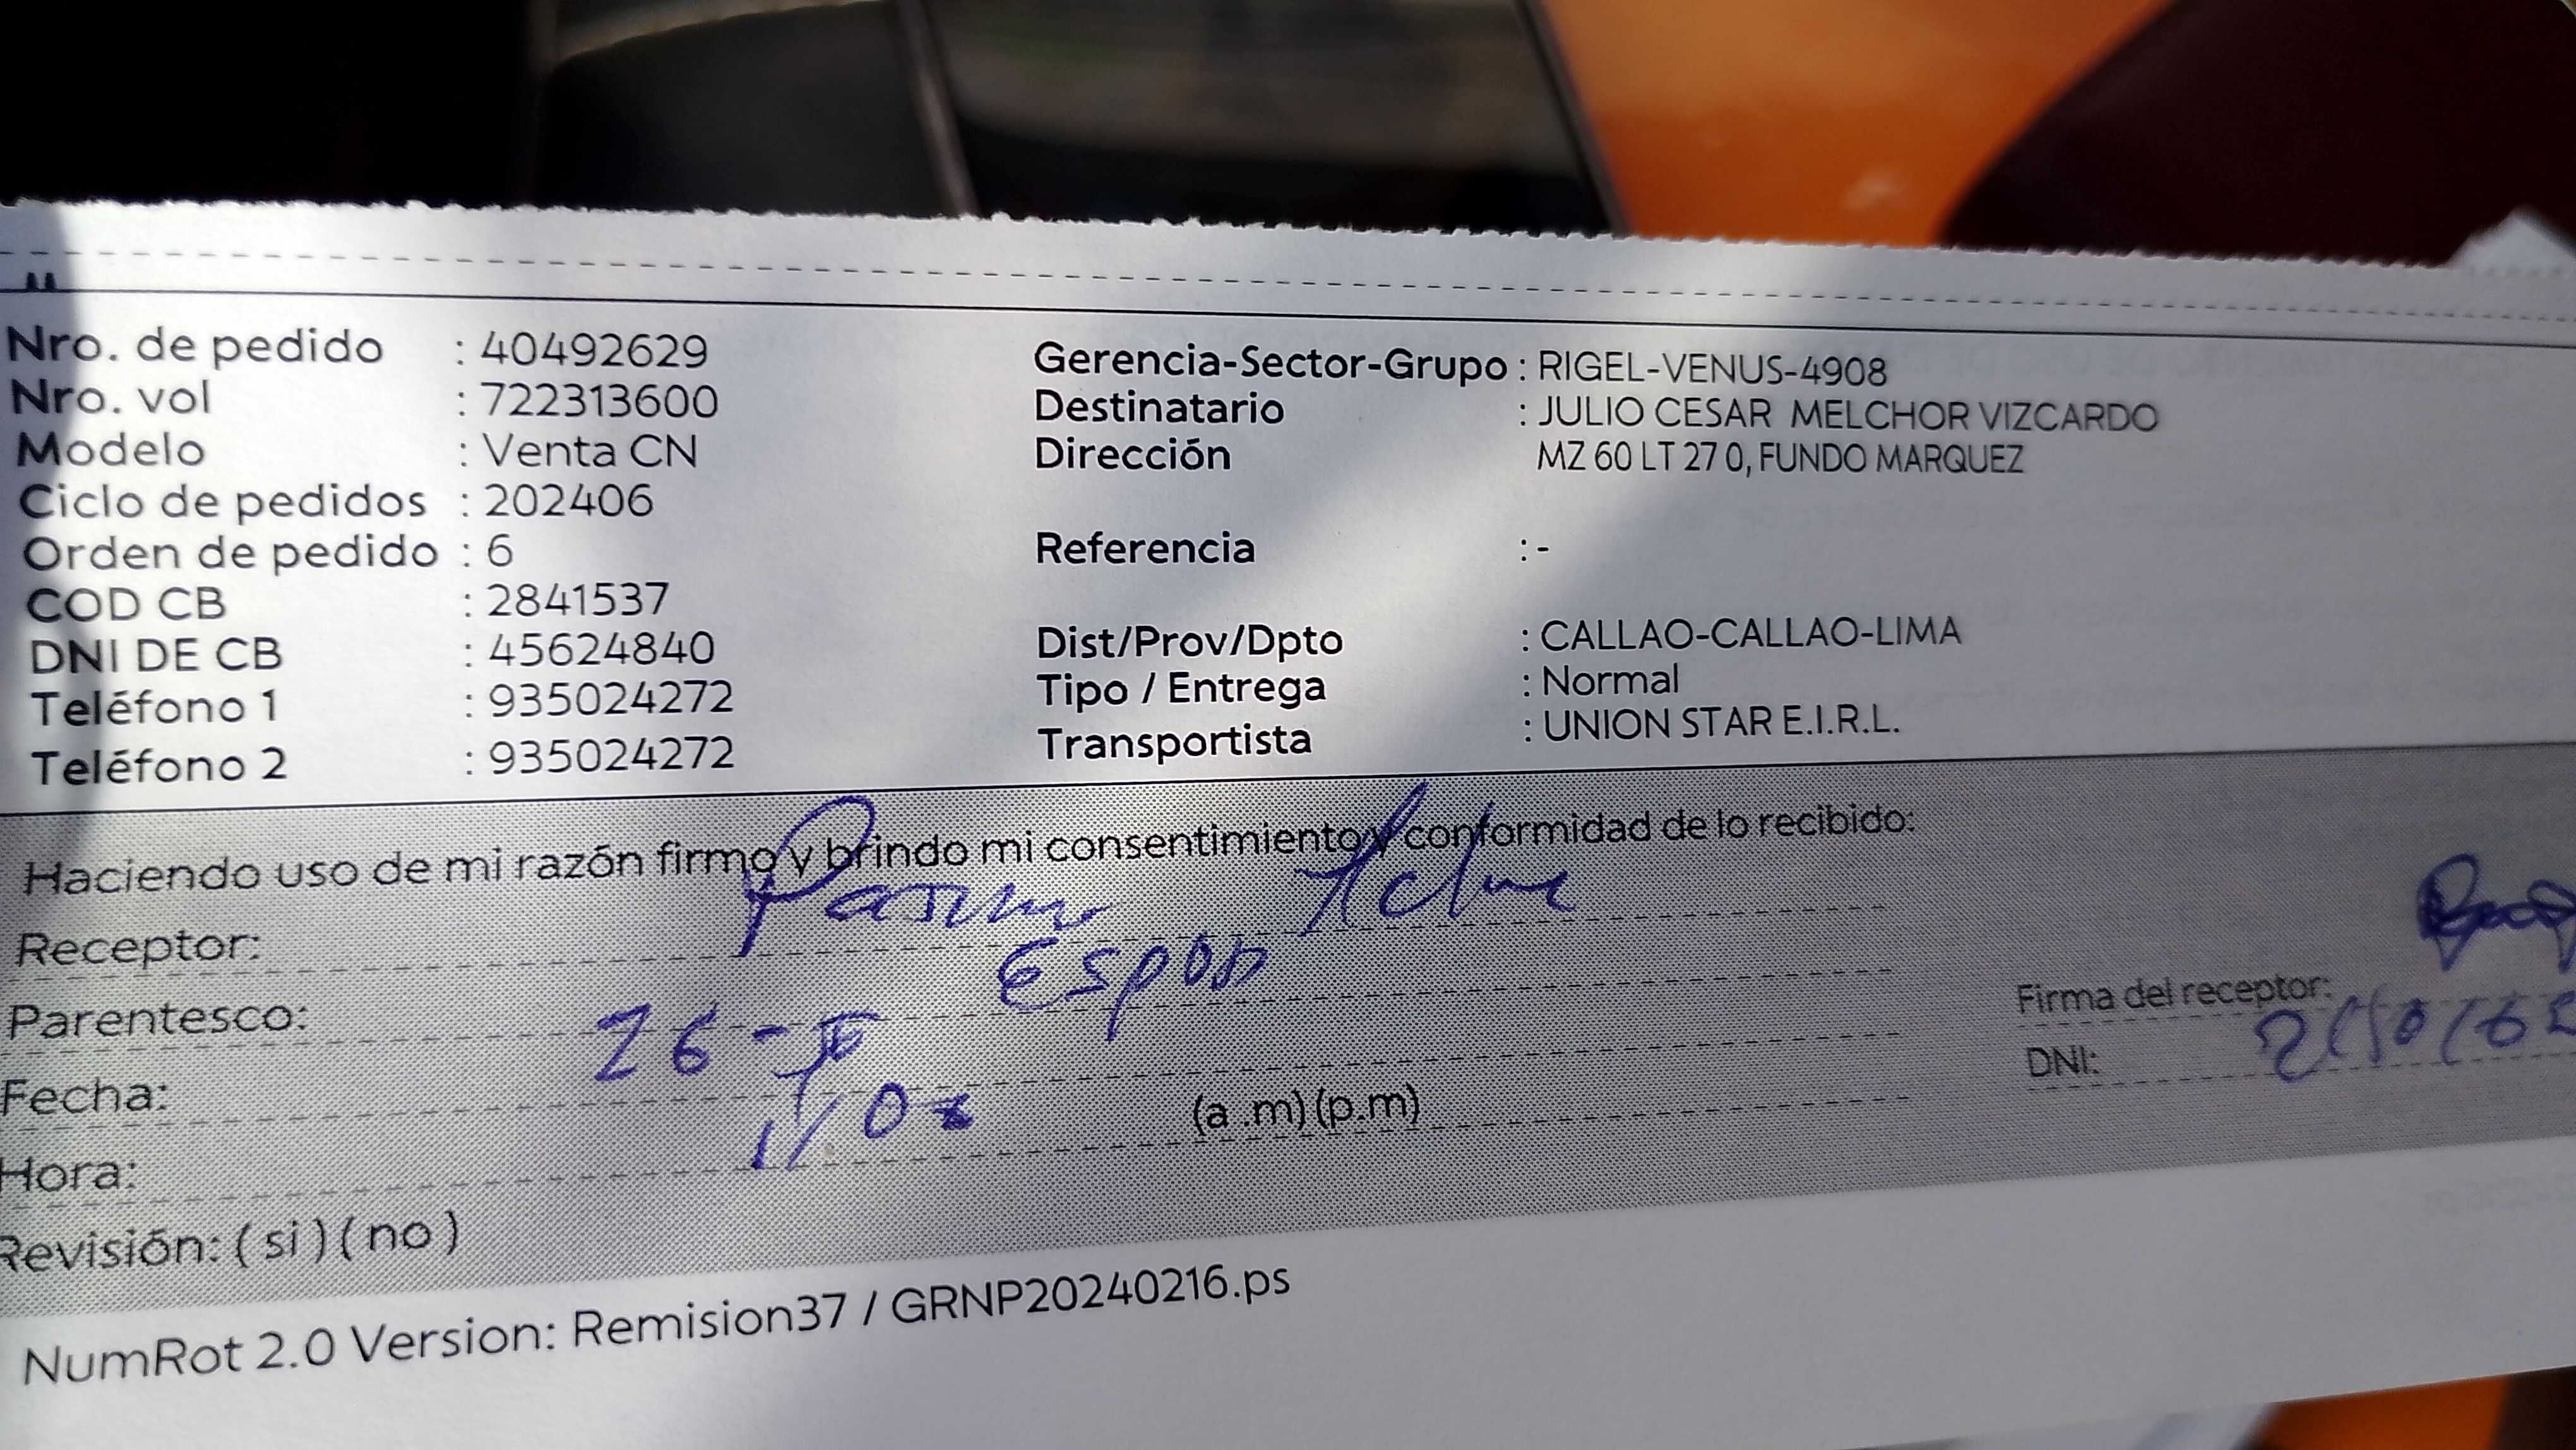 Nro. de pedido : 40492629
Nro. vol : 722313600
Modelo : Venta CN
Ciclo de pedidos : 202406
Orden de pedido : 6
COD CB : 2841537
DNI DE CB : 45624840
Teléfono 1 : 935024272
Teléfono 2 : 935024272
Gerencia-Sector-Grupo : RIGEL-VENUS-4908
Destinatario : JULIO CESAR MELCHOR VIZCARDO
Dirección MZ 60 LT 27 0, FUNDO MARQUEZ
Referencia : -
Dist/Prov/Dpto : CALLAO-CALLAO-LIMA
Tipo / Entrega : Normal
Transportista : UNION STAR E.I.R.L.
Haciendo uso de mi razón firmo y brindo mi consentimiento y conformidad de lo recibido:
Receptor:
Parentesco:
Fecha: 26-
Hora: (a .m) (p.m)
Revisión: ( si ) ( no )
Firma del receptor:
DNI:
NumRot 2.0 Version: Remision37 / GRNP20240216.ps